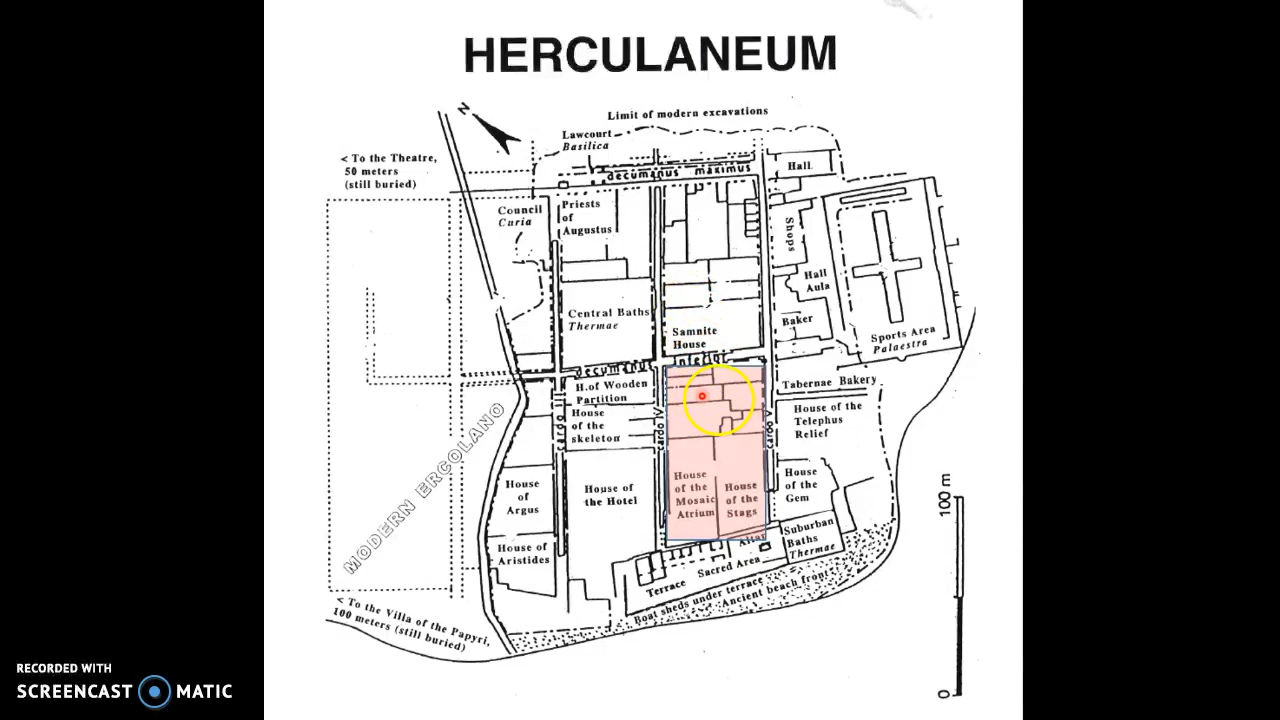 HERCULANEUM
N
Limit of modern excavations
Lawcourt
Basilica
< To the Theatre,
50 meters
(still buried)
decumanus maximus
Hall
Council
Curia
Priests
of
Augustus
Shops
Hall
Aula
Central Baths
Thermae
Samnite
House
Baker
Sports Area
Palaestra
decumanus inferior
H.of Wooden
Partition
Tabernae Bakery
House
of the
skeleton
cardo
cardo IV
cardo V
House of the
Telephus
Relief
MODERN ERCOLANO
House
of
Argus
House of
the Hotel
House
of the
Mosaic
Atrium
House
of the
Stags
House
of the
Gem
100 m
House of
Aristides
Altar
Suburban
Baths
Thermae
Terrace
Sacred Area
Boat sheds under terrace
Ancient beach front
< To the Villa of the Papyri,
100 meters (still buried)
0
RECORDED WITH
SCREENCAST MATIC